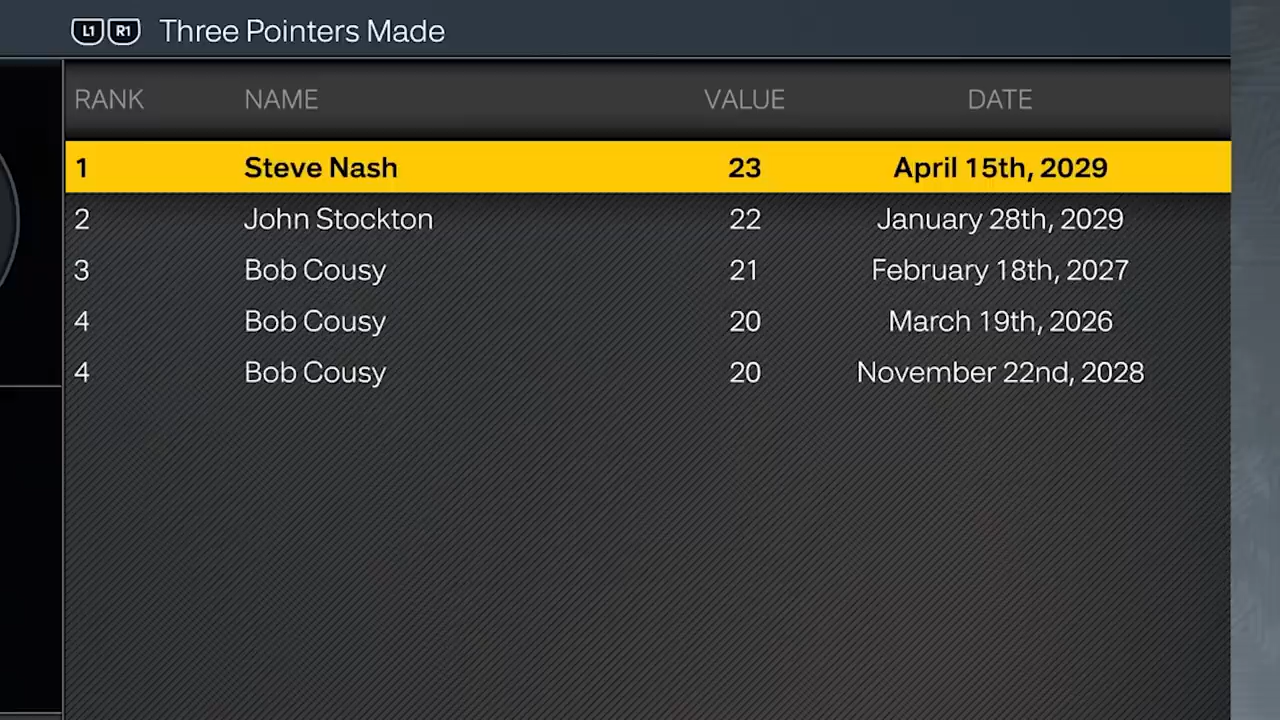 L1 R1 Three Pointers Made
RANK NAME VALUE DATE
1 Steve Nash 23 April 15th, 2029
2 John Stockton 22 January 28th, 2029
3 Bob Cousy 21 February 18th, 2027
4 Bob Cousy 20 March 19th, 2026
4 Bob Cousy 20 November 22nd, 2028